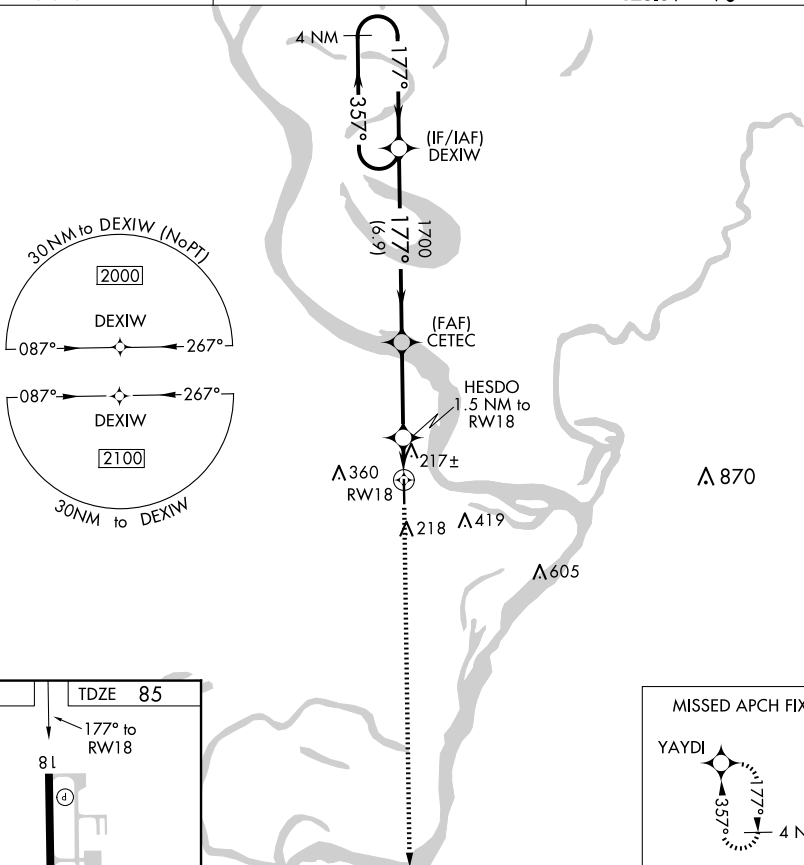 4 NM
177°
357°
(IF/IAF)
DEXIW
1700
177°
(6.9)
30NM to DEXIW (NoPT)
2000
DEXIW
087°
267°
087°
267°
DEXIW
2100
30NM to DEXIW
(FAF)
CETEC
HESDO
1.5 NM to
RW18
217±
360
RW18
218
419
870
605
TDZE 85
177° to
RW18
18
P
MISSED APCH FIX
YAYDI
177°
357°
4 N